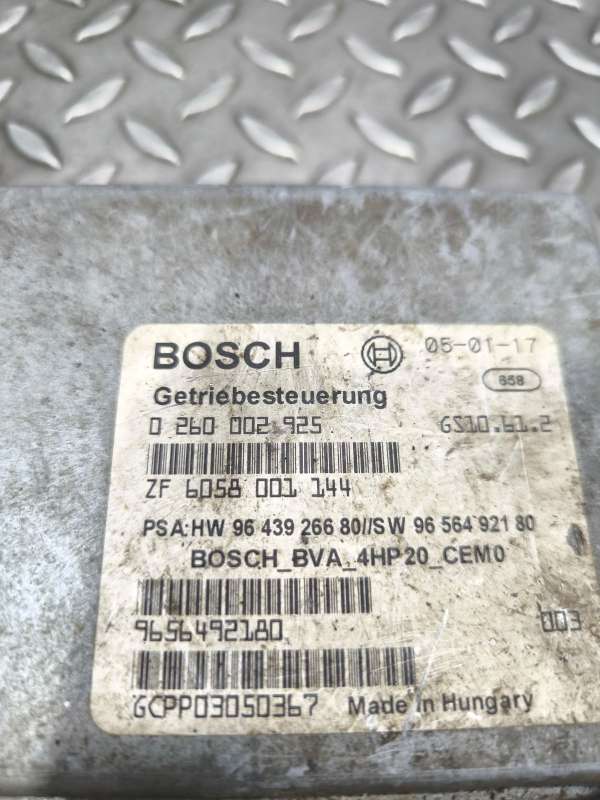 BOSCH 05-01-17
658
Getriebesteuerung
0 260 002 925 GS10.61.2
ZF 6058 001 144
PSA:HW 96 439 266 80//SW 96 564 921 80
BOSCH_BVA_4HP20_CEM0
9656492180 003
GCPP03050367 Made in Hungary